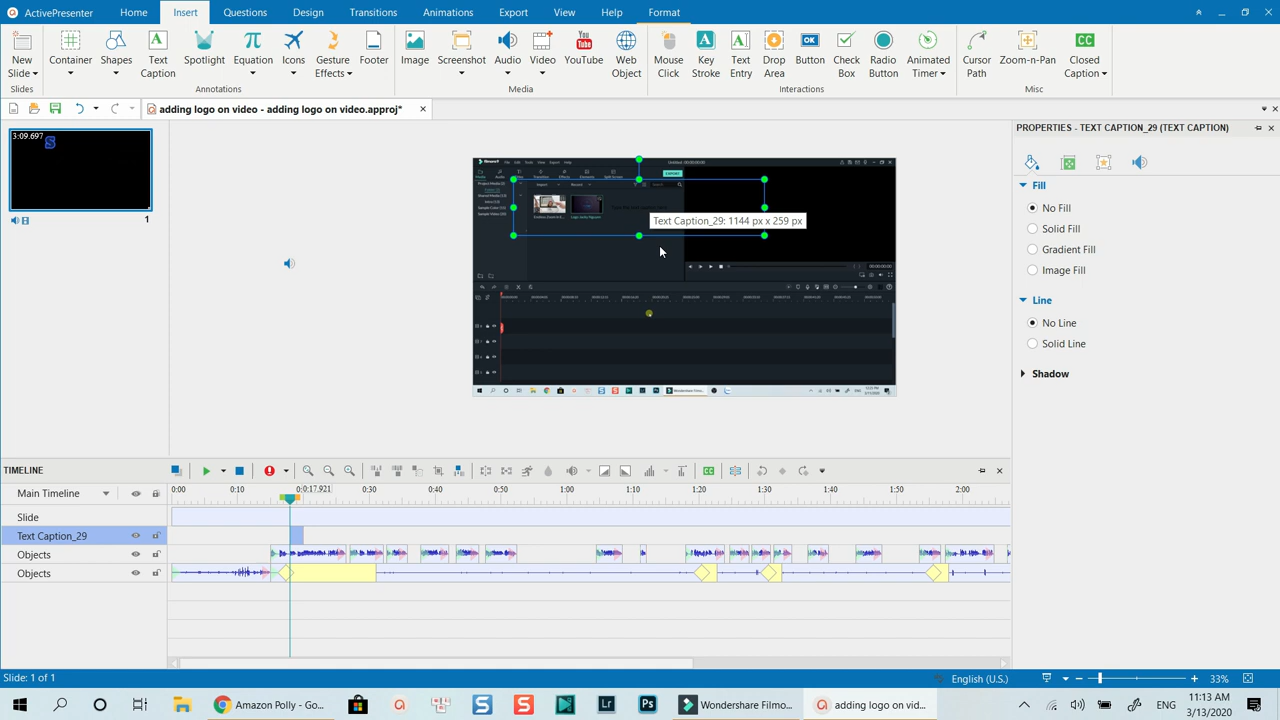 ActivePresenter
Home
Insert
Questions
Design
Transitions
Animations
Export
View
Help
Format
New
Slide
Container
Shapes
Text
Caption
Spotlight
Equation
Icons
Gesture
Effects
Footer
Image
Screenshot
Audio
Video
YouTube
Web
Object
Mouse
Click
Key
Stroke
Text
Entry
Drop
Area
Button
Check
Box
Radio
Button
Animated
Timer
Cursor
Path
Zoom-n-Pan
Closed
Caption
Slides
Annotations
Media
Interactions
Misc
adding logo on video - adding logo on video.approj*
3:09.697
S
1
EXPORT
Text Caption_29: 1144 px x 259 px
PROPERTIES - TEXT CAPTION_29 (TEXT CAPTION)
Fill
No Fill
Solid Fill
Gradient Fill
Image Fill
Line
No Line
Solid Line
Shadow
TIMELINE
Main Timeline
0:00
0:10
0:0:17.921
0:30
0:40
0:50
1:00
1:10
1:20
1:30
1:40
1:50
2:00
Slide
Text Caption_29
Objects
Objects
Slide: 1 of 1
English (U.S.)
33%
Amazon Polly - Go...
Wondershare Filmo...
adding logo on vid...
ENG
11:13 AM
3/13/2020